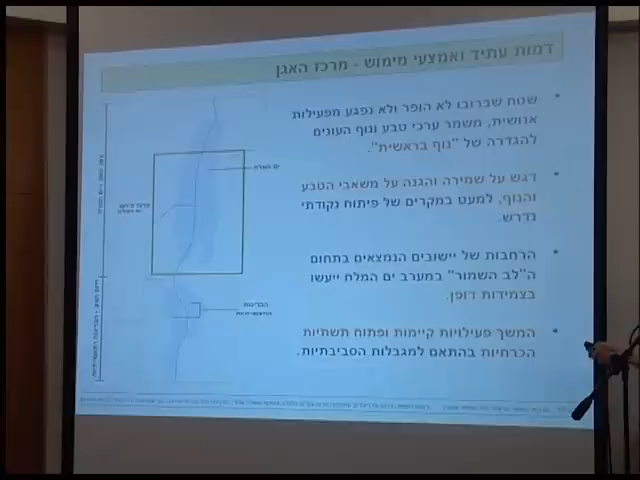 דמות עתיד ואמצעי מימוש - מרכז האגן
שטח שברובו לא הופר ולא נפגע מפעילות
אנושית, משמר ערכי טבע ונוף העונים
להגדרה של "נוף בראשית".
דגש על שמירה והגנה על משאבי הטבע
והנוף, למעט במקרים של פיתוח נקודתי
נדרש.
הרחבות של יישובים הנמצאים בתחום
ה"לב השמור" במערב ים המלח ייעשו
בצמידות דופן.
המשך פעילויות קיימות ופתוח תשתיות
הכרחיות בהתאם למגבלות הסביבתיות.
ים המלח